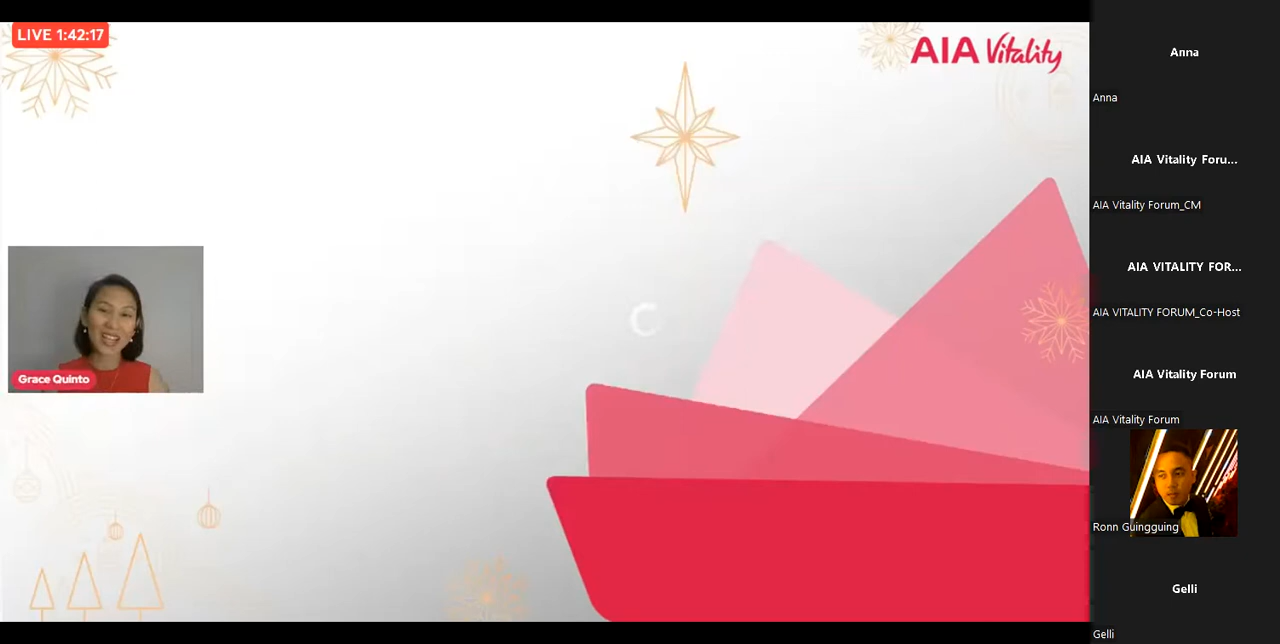 LIVE 1:42:17
AIA Vitality
Grace Quinto
Anna
Anna
AIA Vitality Foru...
AIA Vitality Forum_CM
AIA VITALITY FOR...
AIA VITALITY FORUM_Co-Host
AIA Vitality Forum
AIA Vitality Forum
Ronn Guingguing
Gelli
Gelli